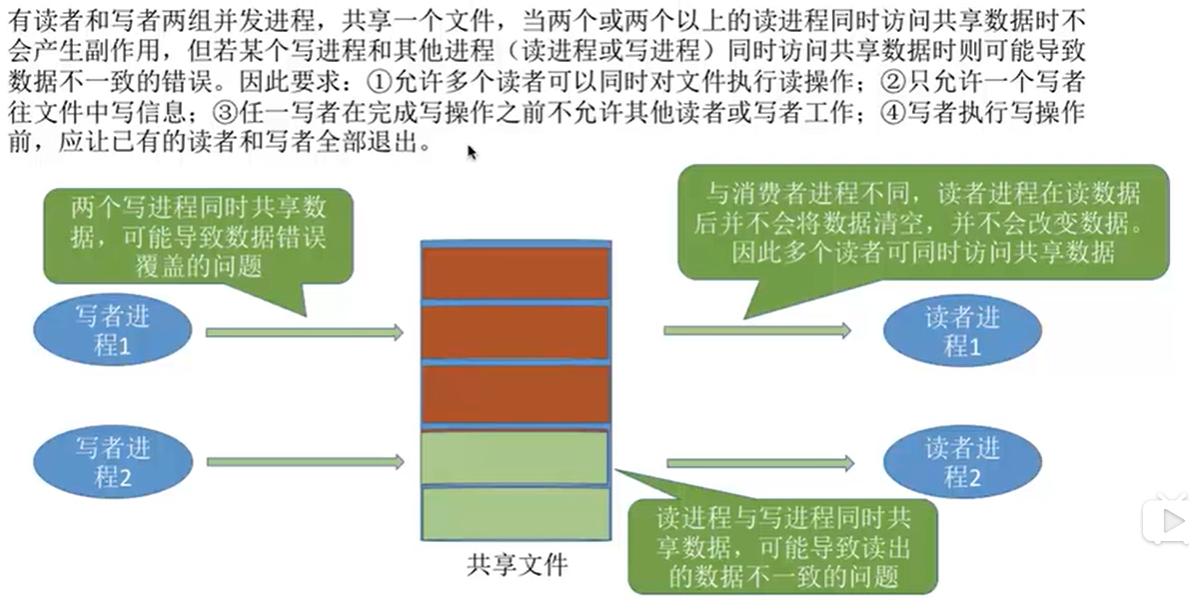 有读者和写者两组并发进程，共享一个文件，当两个或两个以上的读进程同时访问共享数据时不
会产生副作用，但若某个写进程和其他进程（读进程或写进程）同时访问共享数据时则可能导致
数据不一致的错误。因此要求：①允许多个读者可以同时对文件执行读操作；②只允许一个写者
往文件中写信息；③任一写者在完成写操作之前不允许其他读者或写者工作；④写者执行写操作
前，应让已有的读者和写者全部退出。
两个写进程同时共享数
据，可能导致数据错误
覆盖的问题
与消费者进程不同，读者进程在读数据
后并不会将数据清空，并不会改变数据。
因此多个读者可同时访问共享数据
写者进
程1
读者进
程1
写者进
程2
读者进
程2
读进程与写进程同时共
享数据，可能导致读出
的数据不一致的问题
共享文件